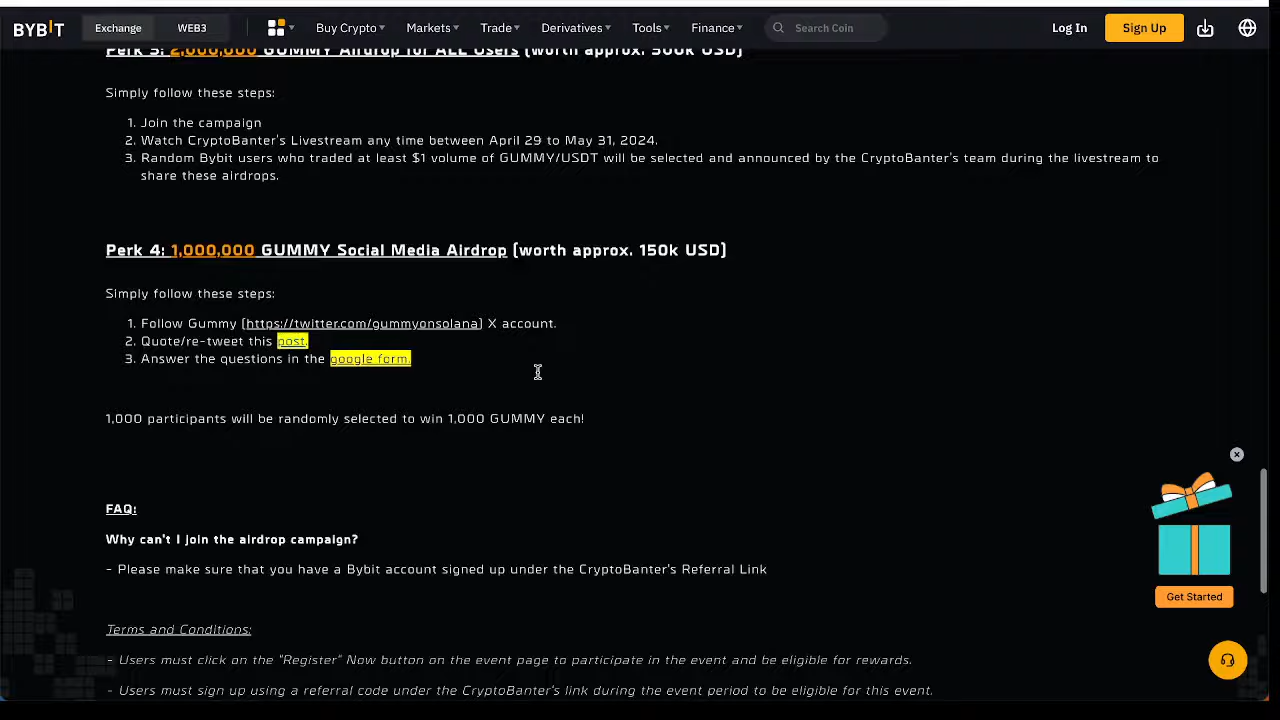 BYBIT Exchange WEB3 Buy Crypto Markets Trade Derivatives Tools Finance Search Coin Log In Sign Up
Perk 3: 2,000,000 GUMMY Airdrop for ALL Users (worth approx. 300k USD)
Simply follow these steps:
1. Join the campaign
2. Watch CryptoBanter's Livestream any time between April 29 to May 31, 2024.
3. Random Bybit users who traded at least $1 volume of GUMMY/USDT will be selected and announced by the CryptoBanter's team during the livestream to
share these airdrops.
Perk 4: 1,000,000 GUMMY Social Media Airdrop (worth approx. 150k USD)
Simply follow these steps:
1. Follow Gummy [https://twitter.com/gummyonsolana] X account.
2. Quote/re-tweet this post.
3. Answer the questions in the google form.
1,000 participants will be randomly selected to win 1,000 GUMMY each!
FAQ:
Why can't I join the airdrop campaign?
- Please make sure that you have a Bybit account signed up under the CryptoBanter's Referral Link
Get Started
Terms and Conditions:
- Users must click on the "Register" Now button on the event page to participate in the event and be eligible for rewards.
- Users must sign up using a referral code under the CryptoBanter's link during the event period to be eligible for this event.